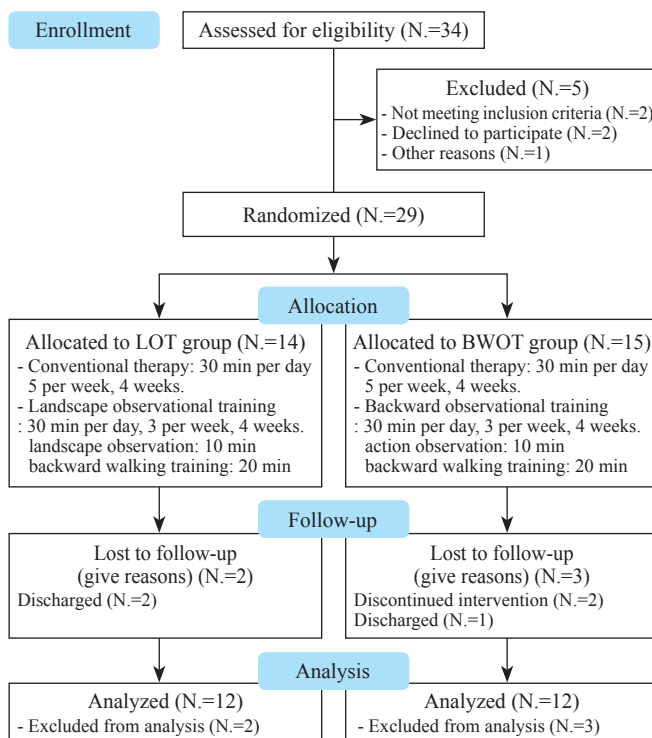 Enrollment
Assessed for eligibility (N.=34)
Excluded (N.=5)
- Not meeting inclusion criteria (N.=2)
- Declined to participate (N.=2)
- Other reasons (N.=1)
Randomized (N.=29)
Allocation
Allocated to LOT group (N.=14)
- Conventional therapy: 30 min per day
5 per week, 4 weeks.
- Landscape observational training
: 30 min per day, 3 per week, 4 weeks.
landscape observation: 10 min
backward walking training: 20 min
Allocated to BWOT group (N.=15)
- Conventional therapy: 30 min per day
5 per week, 4 weeks.
- Backward observational training
: 30 min per day, 3 per week, 4 weeks.
action observation: 10 min
backward walking training: 20 min
Follow-up
Lost to follow-up
(give reasons) (N.=2)
Discharged (N.=2)
Lost to follow-up
(give reasons) (N.=3)
Discontinued intervention (N.=2)
Discharged (N.=1)
Analysis
Analyzed (N.=12)
- Excluded from analysis (N.=2)
Analyzed (N.=12)
- Excluded from analysis (N.=3)